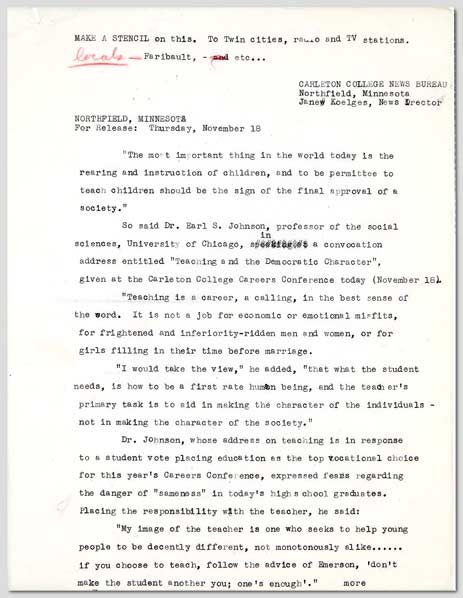 MAKE A STENCIL on this. To Twin cities, radio and TV stations.
locals — Faribault, - and etc...
CARLETON COLLEGE NEWS BUREAU
Northfield, Minnesota
Jane Koelges, News Drector
NORTHFIELD, MINNESOTA
For Release: Thursday, November 18
"The most important thing in the world today is the
rearing and instruction of children, and to be permittee to
teach children should be the sign of the final approval of a
society."
So said Dr. Earl S. Johnson, professor of the social
in
sciences, University of Chicago, a convocation
address entitled "Teaching and the Democratic Character",
given at the Carleton College Careers Conference today (November 18).
"Teaching is a career, a calling, in the best sense of
the word. It is not a job for economic or emotional misfits,
for frightened and inferiority-ridden men and women, or for
girls filling in their time before marriage.
"I would take the view," he added, "that what the student
needs, is how to be a first rate human being, and the teacher's
primary task is to aid in making the character of the individuals -
not in making the character of the society."
Dr. Johnson, whose address on teaching is in response
to a student vote placing education as the top vocational choice
for this year's Careers Conference, expressed fears regarding
the danger of "sameness" in today's high school graduates.
Placing the responsibility with the teacher, he said:
"My image of the teacher is one who seeks to help young
people to be decently different, not monotonously alike......
if you choose to teach, follow the advice of Emerson, 'don't
make the student another you; one's enough'." more